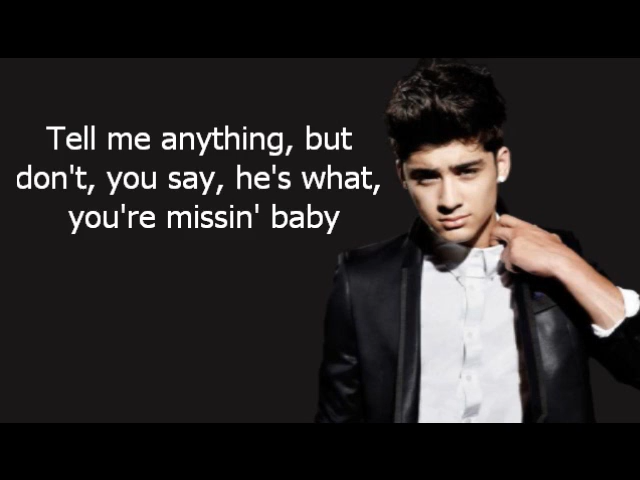 Tell me anything, but
don't, you say, he's what,
you're missin' baby